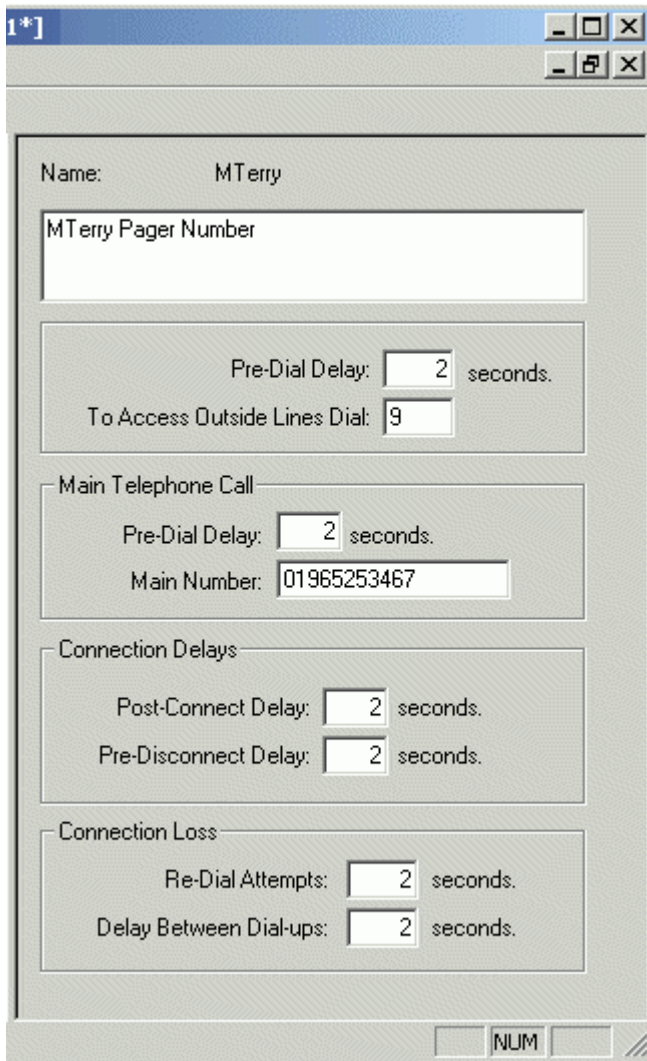 1*]
Name: MTerry
MTerry Pager Number
Pre-Dial Delay: 2 seconds.
To Access Outside Lines Dial: 9
Main Telephone Call
Pre-Dial Delay: 2 seconds.
Main Number: 01965253467
Connection Delays
Post-Connect Delay: 2 seconds.
Pre-Disconnect Delay: 2 seconds.
Connection Loss
Re-Dial Attempts: 2 seconds.
Delay Between Dial-ups: 2 seconds.
NUM